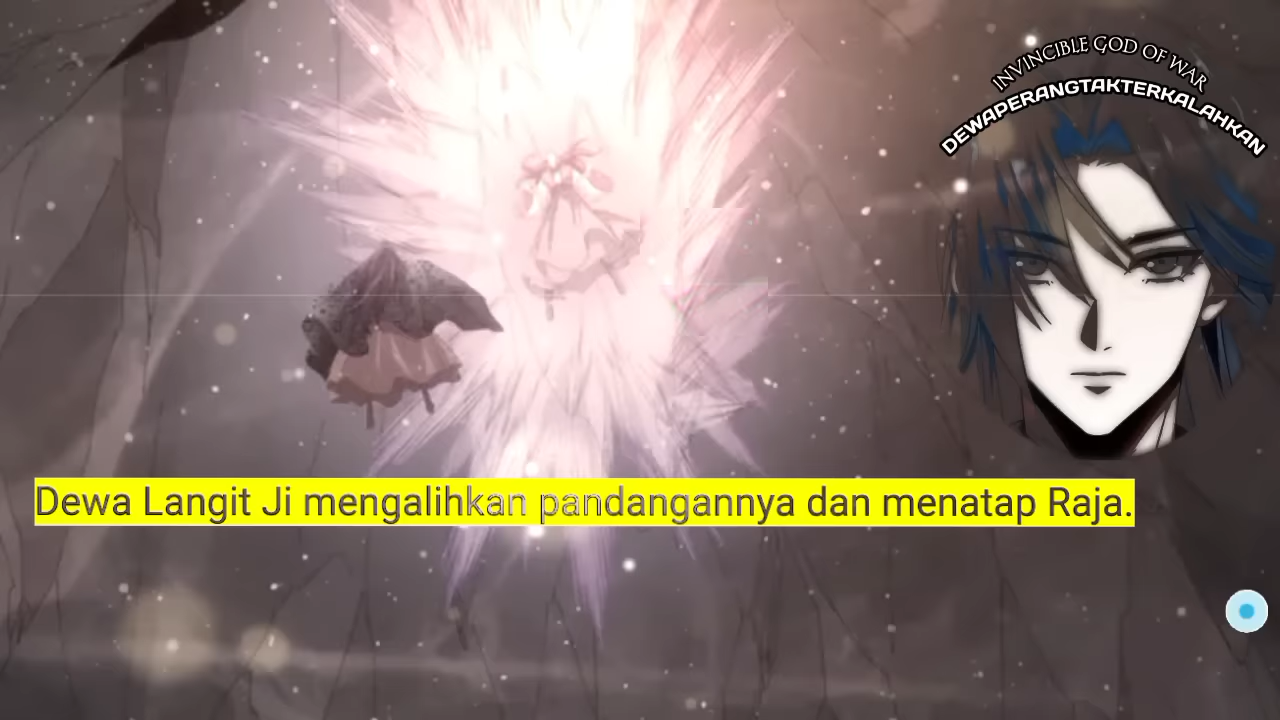 INVINCIBLE GOD OF WAR
DEWAPERANGTAKTERKALAHKAN
Dewa Langit Ji mengalihkan pandangannya dan menatap Raja.